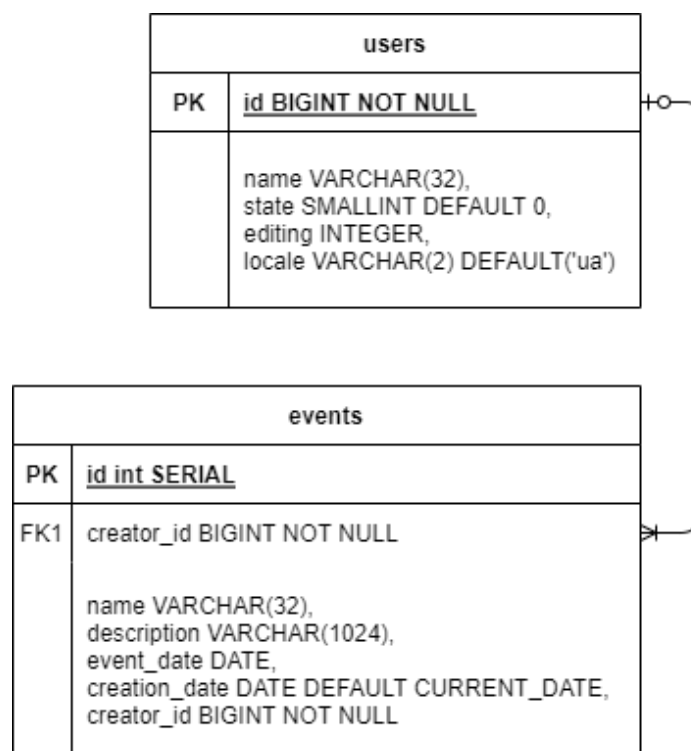 users
PK id BIGINT NOT NULL
name VARCHAR(32),
state SMALLINT DEFAULT 0,
editing INTEGER,
locale VARCHAR(2) DEFAULT('ua')
events
PK id int SERIAL
FK1 creator_id BIGINT NOT NULL
name VARCHAR(32),
description VARCHAR(1024),
event_date DATE,
creation_date DATE DEFAULT CURRENT_DATE,
creator_id BIGINT NOT NULL